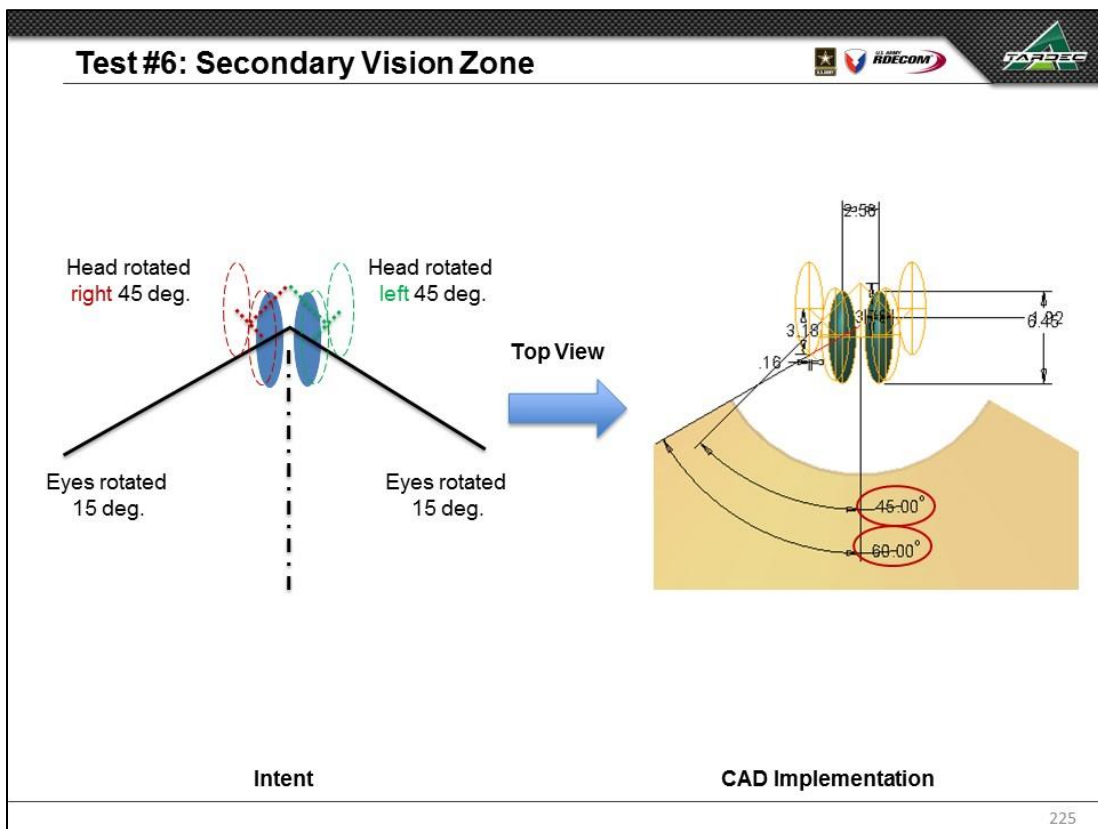 Test #6: Secondary Vision Zone
U.S. ARMY
U.S. ARMY
RDECOM
TARDEC
Head rotated
right 45 deg.
Head rotated
left 45 deg.
Eyes rotated
15 deg.
Eyes rotated
15 deg.
Top View
3.18
.16
45.00°
60.00°
Intent
CAD Implementation
225